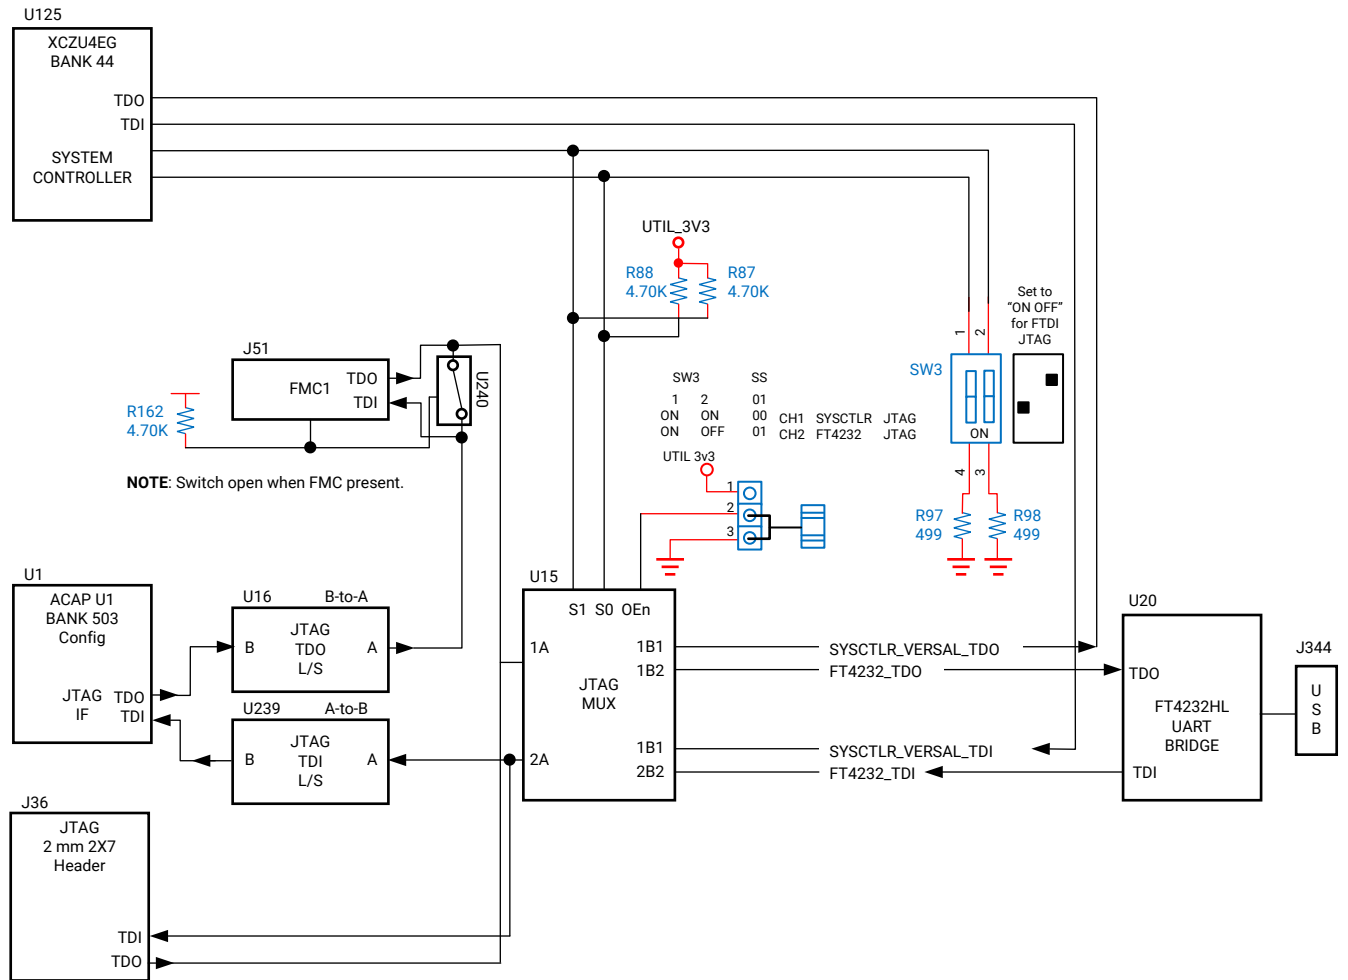 U125
XCZU4EG
BANK 44
TDO
TDI
SYSTEM
CONTROLLER
UTIL_3V3
R88
4.70K
R87
4.70K
Set to
“ON OFF”
for FTDI
JTAG
1
2
SW3
ON
4
3
R97
499
R98
499
J51
FMC1
TDO
TDI
U240
R162
4.70K
NOTE: Switch open when FMC present.
SW3 SS
1 2 01
ON ON 00 CH1 SYSCTLR JTAG
ON OFF 01 CH2 FT4232 JTAG
UTIL 3v3
1
2
3
U1
ACAP U1
BANK 503
Config
JTAG
IF
TDO
TDI
U16 B-to-A
B
JTAG
TDO
L/S
A
U239 A-to-B
B
JTAG
TDI
L/S
A
U15
S1 S0 OEn
1A
2A
JTAG
MUX
1B1
1B2
1B1
2B2
SYSCTLR_VERSAL_TDO
FT4232_TDO
SYSCTLR_VERSAL_TDI
FT4232_TDI
U20
TDO
FT4232HL
UART
BRIDGE
TDI
J344
U
S
B
J36
JTAG
2 mm 2X7
Header
TDI
TDO